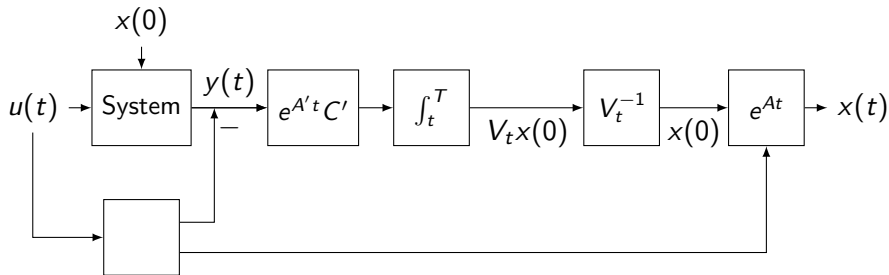 x(0)
u(t)
System
y(t)
−
e^{A′t}C′
∫_t^T
V_t x(0)
V_t^{−1}
x(0)
e^{At}
x(t)